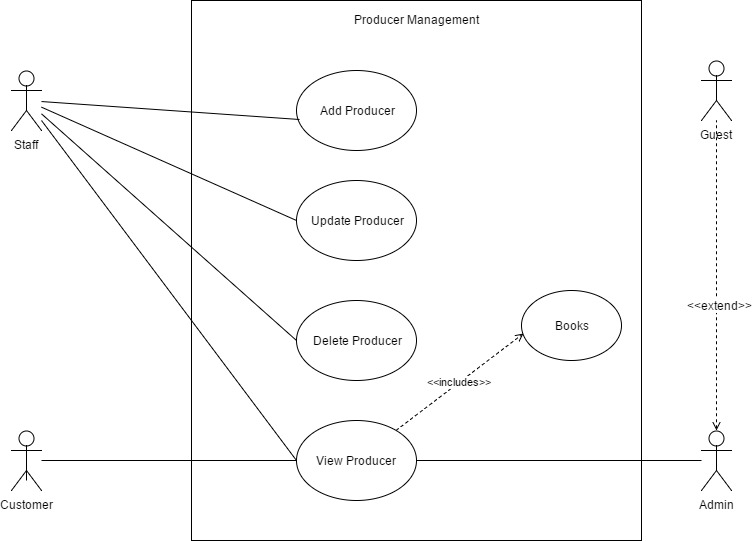 Producer Management
Add Producer
Guest
Staff
Update Producer
<<extend>>
Books
Delete Producer
<<includes>>
View Producer
Customer
Admin